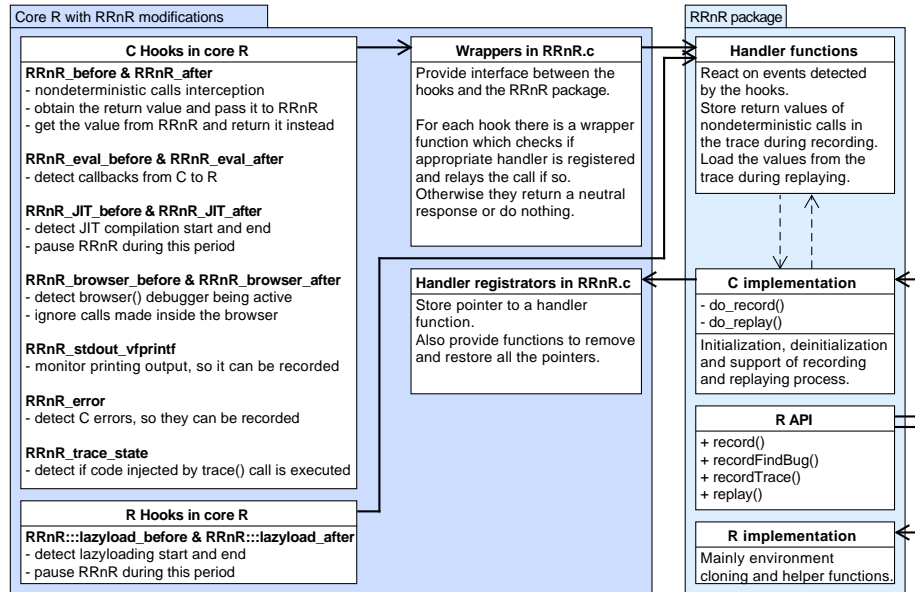 Core R with RRnR modifications
C Hooks in core R
RRnR_before & RRnR_after
- nondeterministic calls interception
- obtain the return value and pass it to RRnR
- get the value from RRnR and return it instead
RRnR_eval_before & RRnR_eval_after
- detect callbacks from C to R
RRnR_JIT_before & RRnR_JIT_after
- detect JIT compilation start and end
- pause RRnR during this period
RRnR_browser_before & RRnR_browser_after
- detect browser() debugger being active
- ignore calls made inside the browser
RRnR_stdout_vfprintf
- monitor printing output, so it can be recorded
RRnR_error
- detect C errors, so they can be recorded
RRnR_trace_state
- detect if code injected by trace() call is executed
R Hooks in core R
RRnR:::lazyload_before & RRnR:::lazyload_after
- detect lazyloading start and end
- pause RRnR during this period
Wrappers in RRnR.c
Provide interface between the
hooks and the RRnR package.
For each hook there is a wrapper
function which checks if
appropriate handler is registered
and relays the call if so.
Otherwise they return a neutral
response or do nothing.
Handler registrators in RRnR.c
Store pointer to a handler
function.
Also provide functions to remove
and restore all the pointers.
RRnR package
Handler functions
React on events detected
by the hooks.
Store return values of
nondeterministic calls in
the trace during recording.
Load the values from the
trace during replaying.
C implementation
- do_record()
- do_replay()
Initialization, deinitialization
and support of recording
and replaying process.
R API
+ record()
+ recordFindBug()
+ recordTrace()
+ replay()
R implementation
Mainly environment
cloning and helper functions.